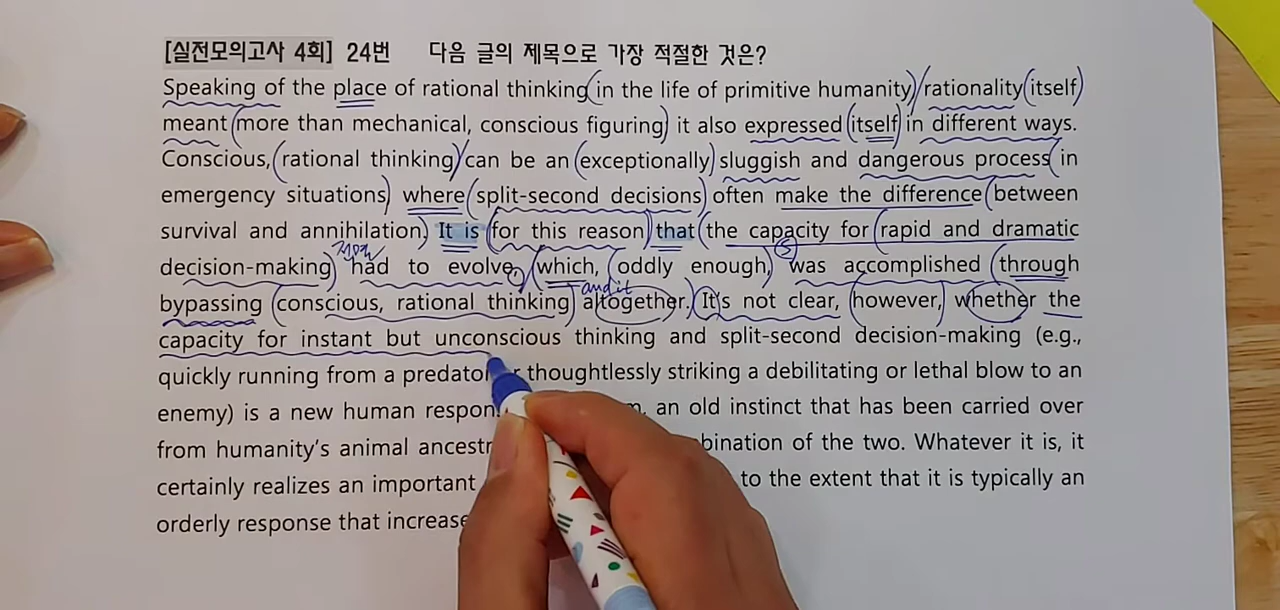 [실전모의고사 4회] 24번 다음 글의 제목으로 가장 적절한 것은?
Speaking of the place of rational thinking in the life of primitive humanity, rationality itself
meant more than mechanical, conscious figuring; it also expressed itself in different ways.
Conscious, rational thinking can be an exceptionally sluggish and dangerous process in
emergency situations, where split-second decisions often make the difference between
survival and annihilation. It is for this reason that the capacity for rapid and dramatic
decision-making had to evolve, which, oddly enough, was accomplished through
and it
bypassing conscious, rational thinking altogether. It's not clear, however, whether the
capacity for instant but unconscious thinking and split-second decision-making (e.g.,
quickly running from a predator thoughtlessly striking a debilitating or lethal blow to an
enemy) is a new human an old instinct that has been carried over
from humanity's animal of the two. Whatever it is, it
certainly realizes an important to the extent that it is typically an
orderly response that